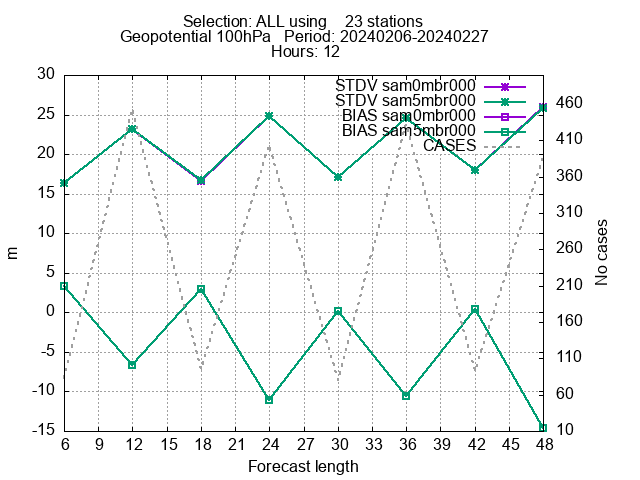 Selection: ALL using    23 stations
Geopotential 100hPa   Period: 20240206-20240227
Hours: 12
30
25
20
15
10
5
0
-5
-10
-15
m
STDV sam0mbr000
STDV sam5mbr000
BIAS sam0mbr000
BIAS sam5mbr000
CASES
460
410
360
310
260
210
160
110
60
10
No cases
6 9 12 15 18 21 24 27 30 33 36 39 42 45 48
Forecast length